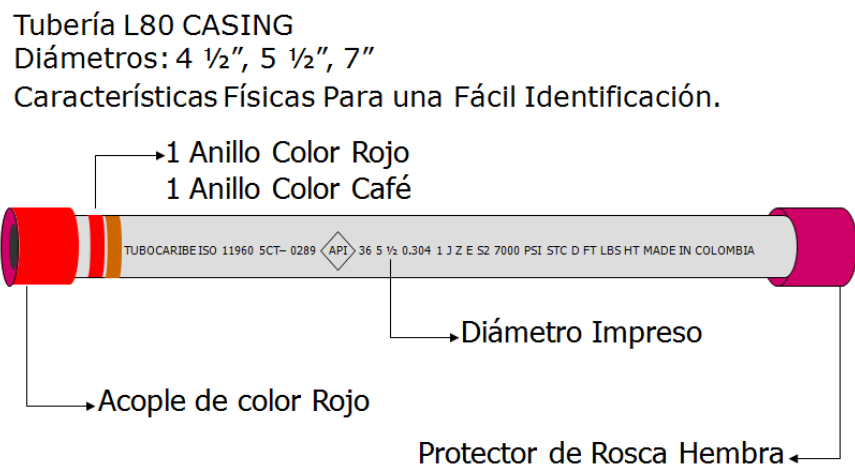 Tubería L80 CASING
Diámetros: 4 ½”, 5 ½”, 7”
Características Físicas Para una Fácil Identificación.
1 Anillo Color Rojo
1 Anillo Color Café
TUBOCARIBE ISO 11960 5CT– 0289 API 36 5 ½ 0.304 1 J Z E S2 7000 PSI STC D FT LBS HT MADE IN COLOMBIA
Diámetro Impreso
Acople de color Rojo
Protector de Rosca Hembra